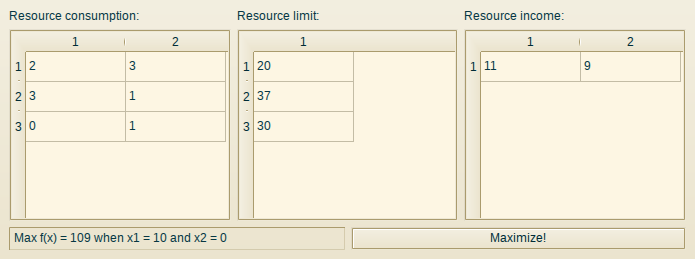 Resource consumption: Resource limit: Resource income:
1 2 1 1 2
1 2 3 1 20 1 11 9
2 3 1 2 37
3 0 1 3 30
Max f(x) = 109 when x1 = 10 and x2 = 0 Maximize!